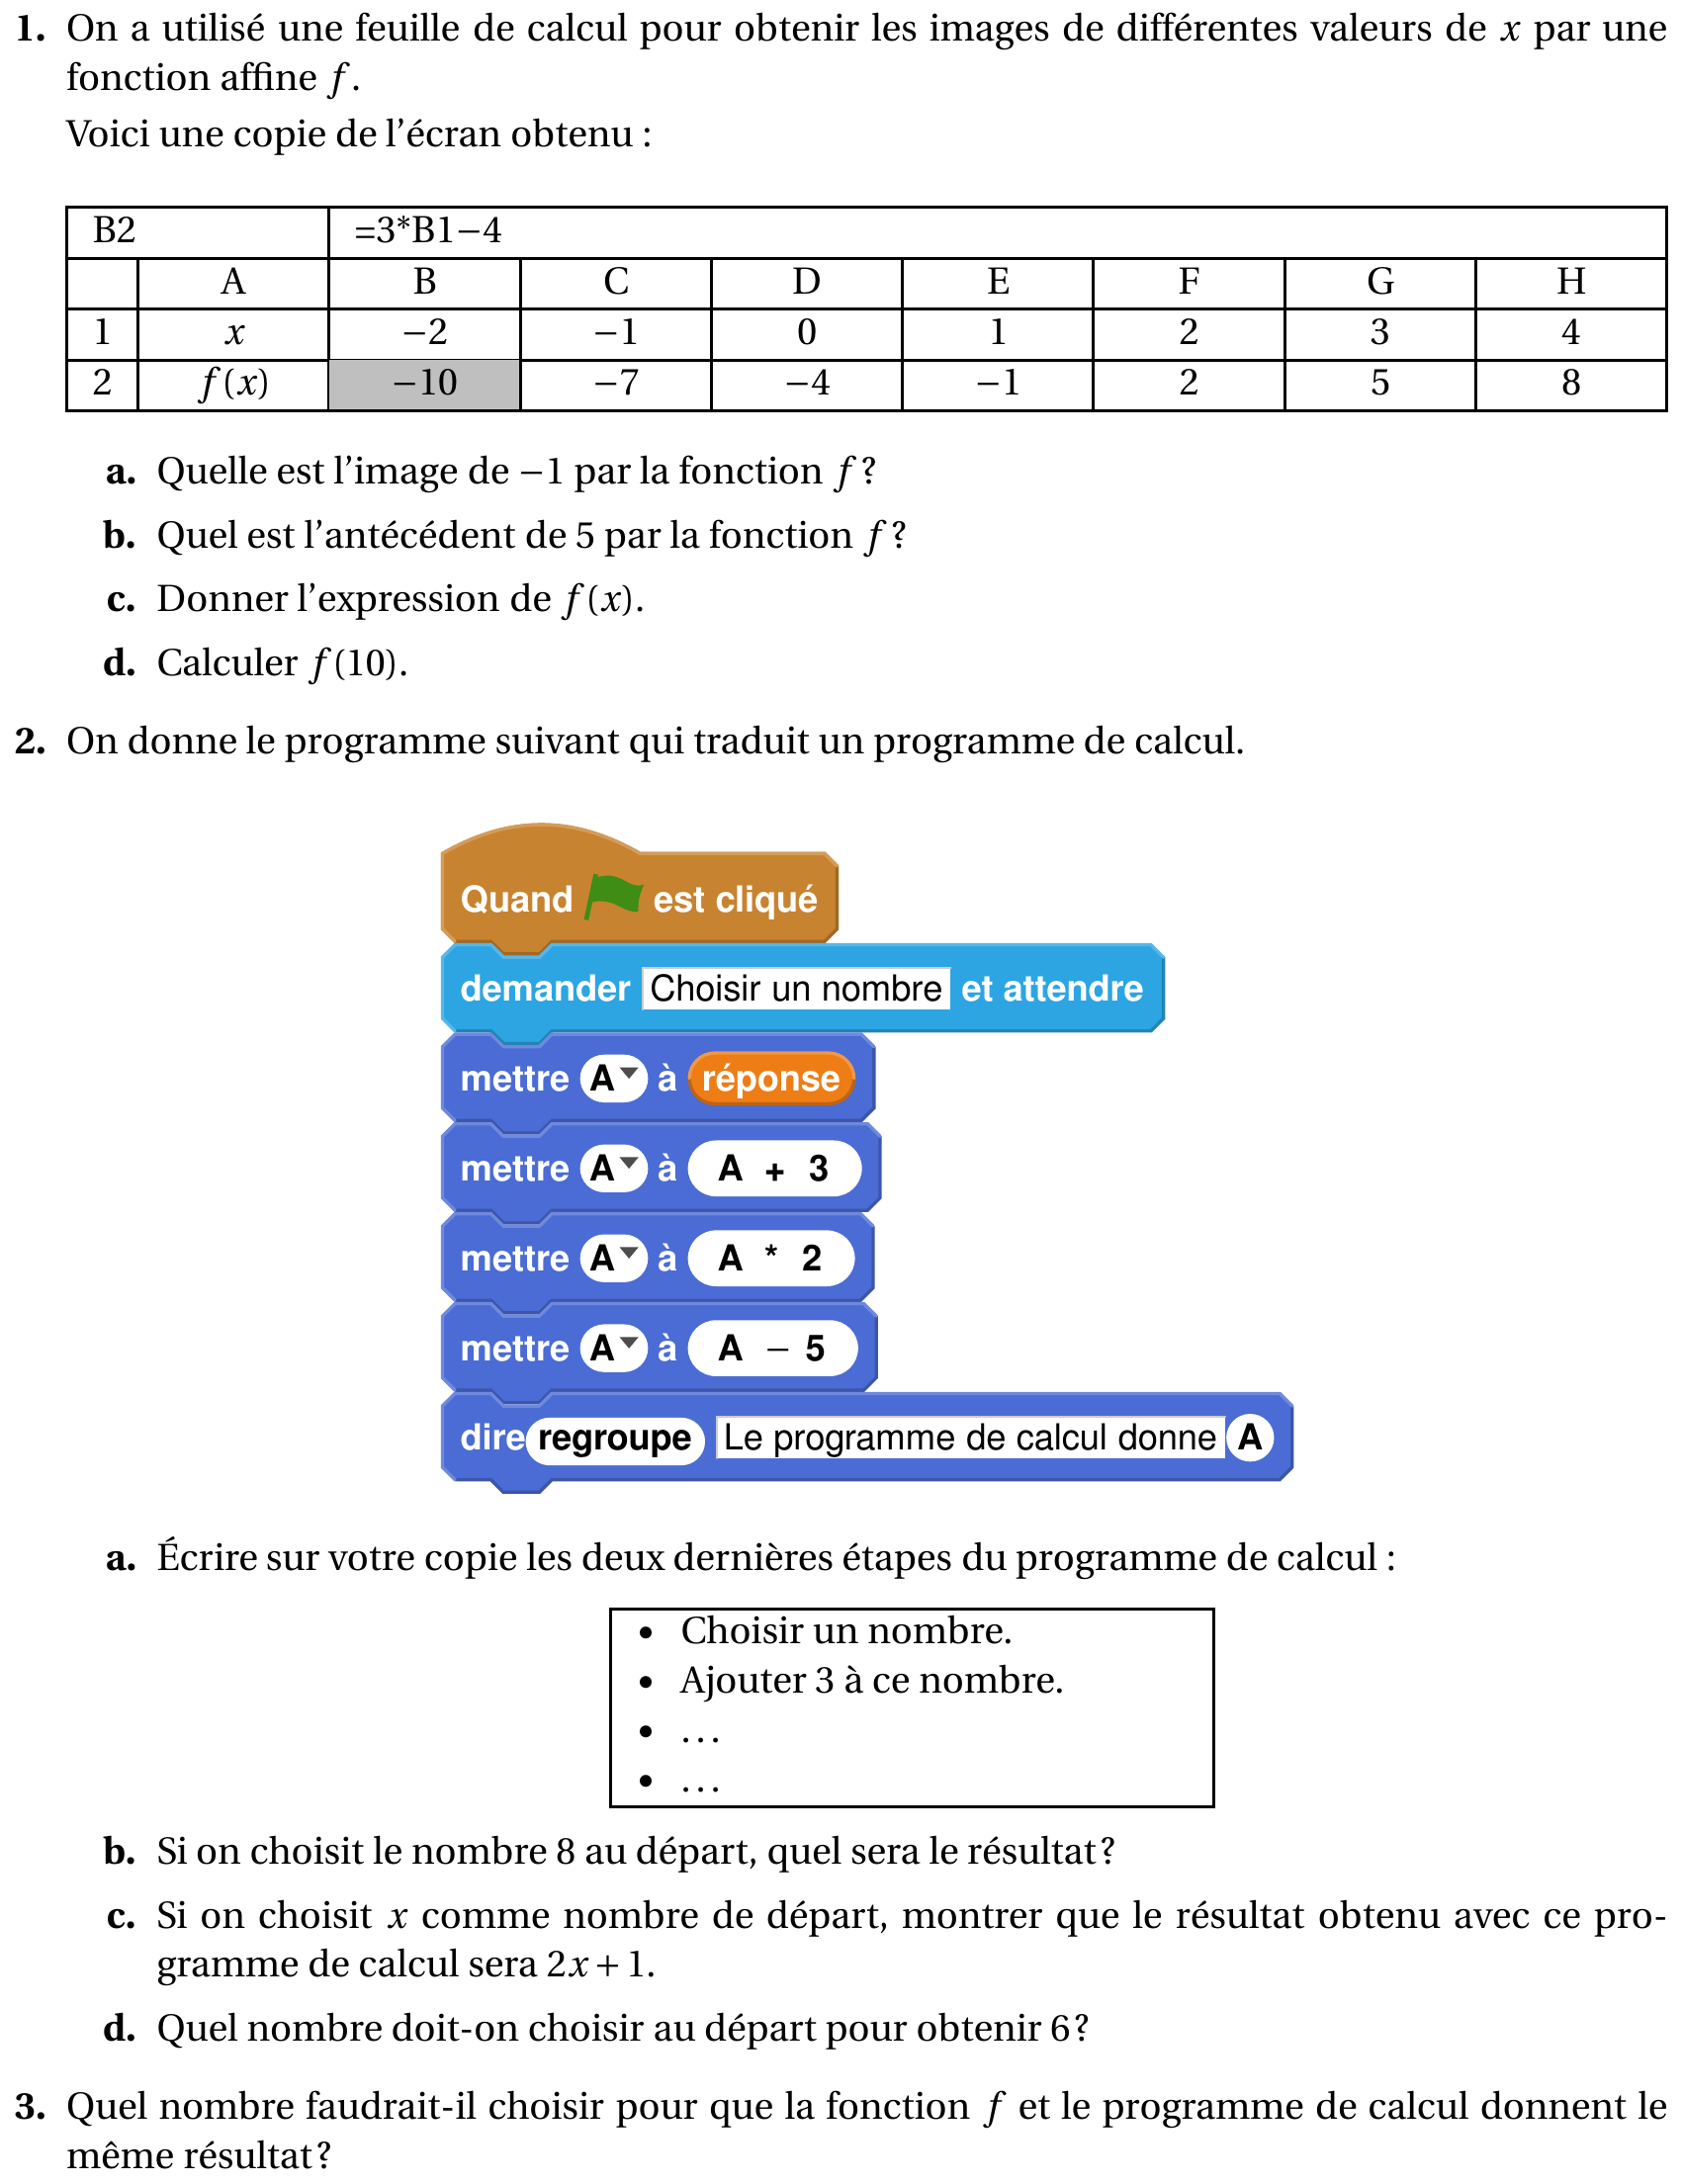 1. On a utilisé une feuille de calcul pour obtenir les images de différentes valeurs de x par une
fonction affine f.
Voici une copie de l'écran obtenu :
B2 =3*B1−4
A B C D E F G H
1 x −2 −1 0 1 2 3 4
2 f(x) −10 −7 −4 −1 2 5 8
a. Quelle est l'image de −1 par la fonction f ?
b. Quel est l'antécédent de 5 par la fonction f ?
c. Donner l'expression de f(x).
d. Calculer f(10).
2. On donne le programme suivant qui traduit un programme de calcul.
Quand est cliqué
demander Choisir un nombre et attendre
mettre A à réponse
mettre A à A + 3
mettre A à A * 2
mettre A à A − 5
dire regroupe Le programme de calcul donne A
a. Écrire sur votre copie les deux dernières étapes du programme de calcul :
• Choisir un nombre.
• Ajouter 3 à ce nombre.
• ...
• ...
b. Si on choisit le nombre 8 au départ, quel sera le résultat ?
c. Si on choisit x comme nombre de départ, montrer que le résultat obtenu avec ce pro-
gramme de calcul sera 2x + 1.
d. Quel nombre doit-on choisir au départ pour obtenir 6 ?
3. Quel nombre faudrait-il choisir pour que la fonction f et le programme de calcul donnent le
même résultat ?